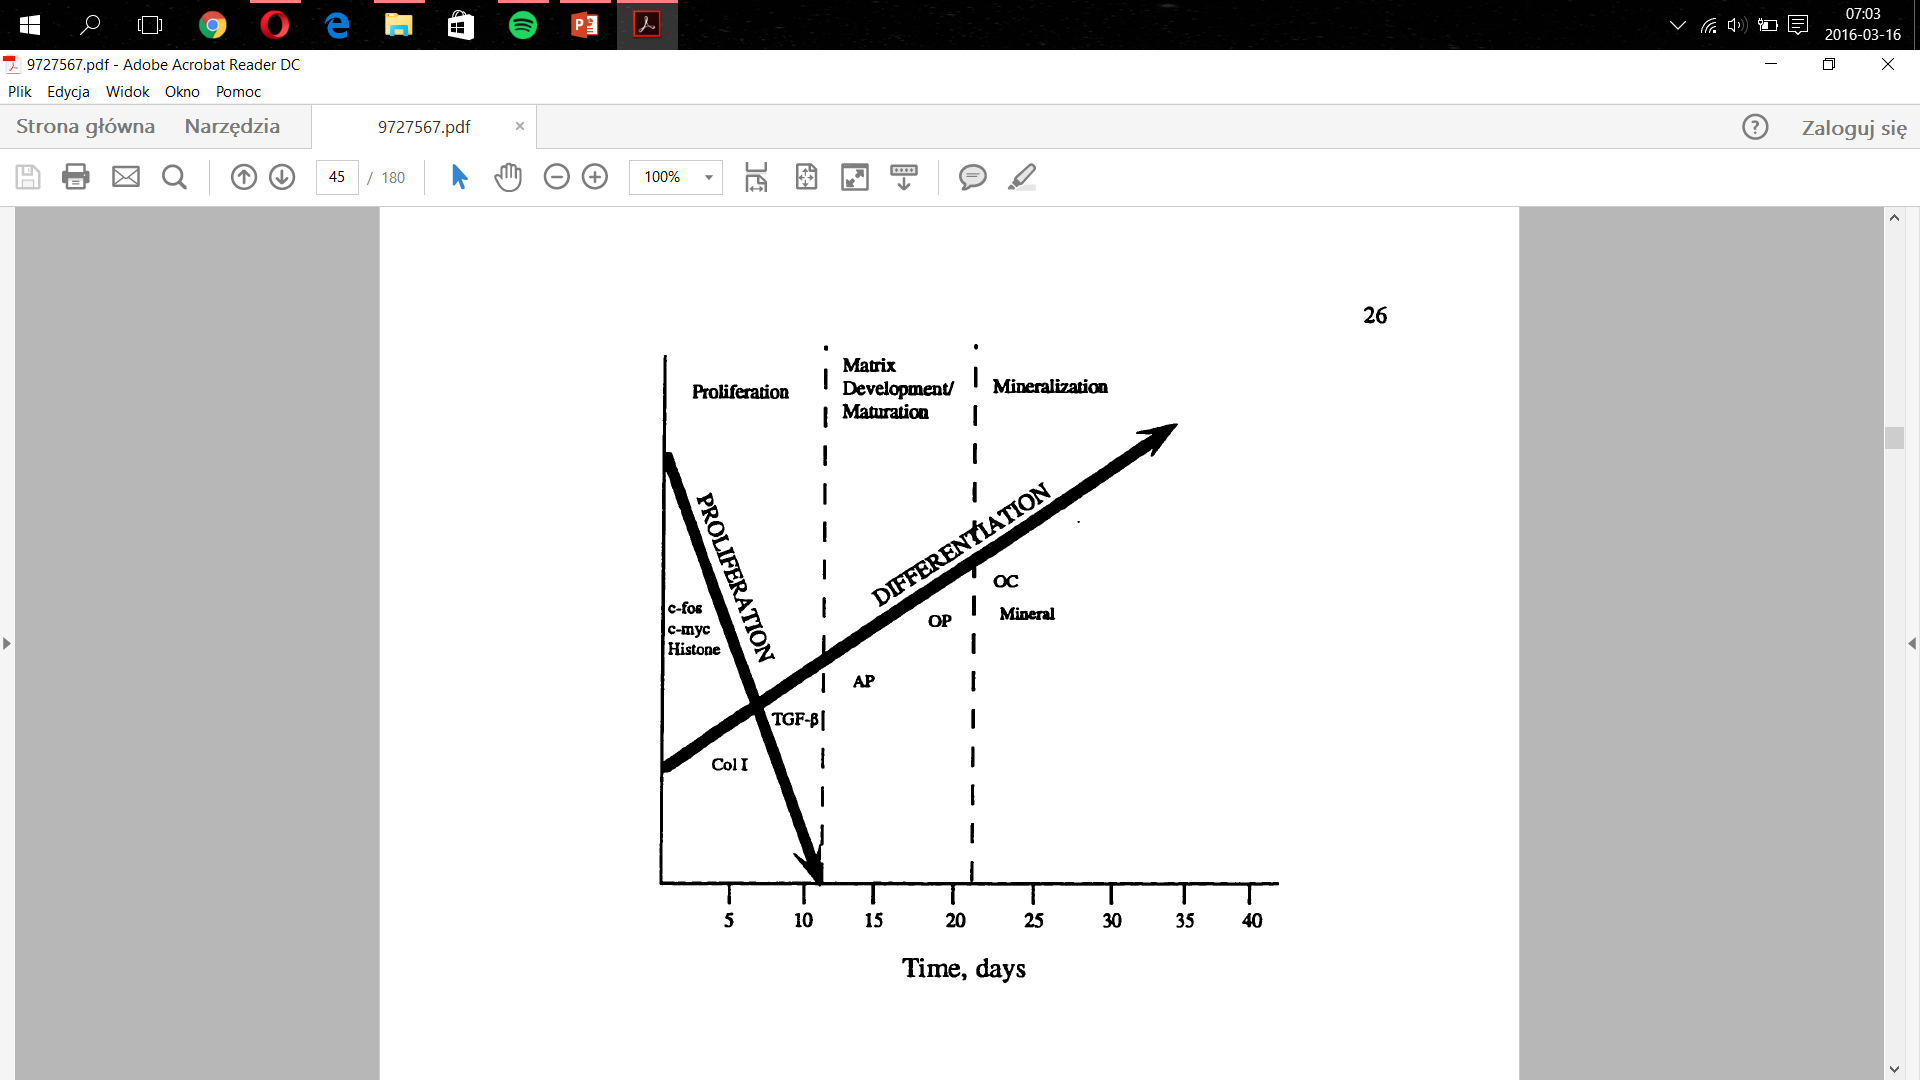 07:03
2016-03-16
9727567.pdf - Adobe Acrobat Reader DC
Plik Edycja Widok Okno Pomoc
Strona główna Narzędzia 9727567.pdf × ? Zaloguj się
45 / 180 100%
26
Proliferation
Matrix
Development/
Maturation
Mineralization
PROLIFERATION
DIFFERENTIATION
c-fos
c-myc
Histone
Col I
TGF-β
AP
OP
OC
Mineral
5 10 15 20 25 30 35 40
Time, days